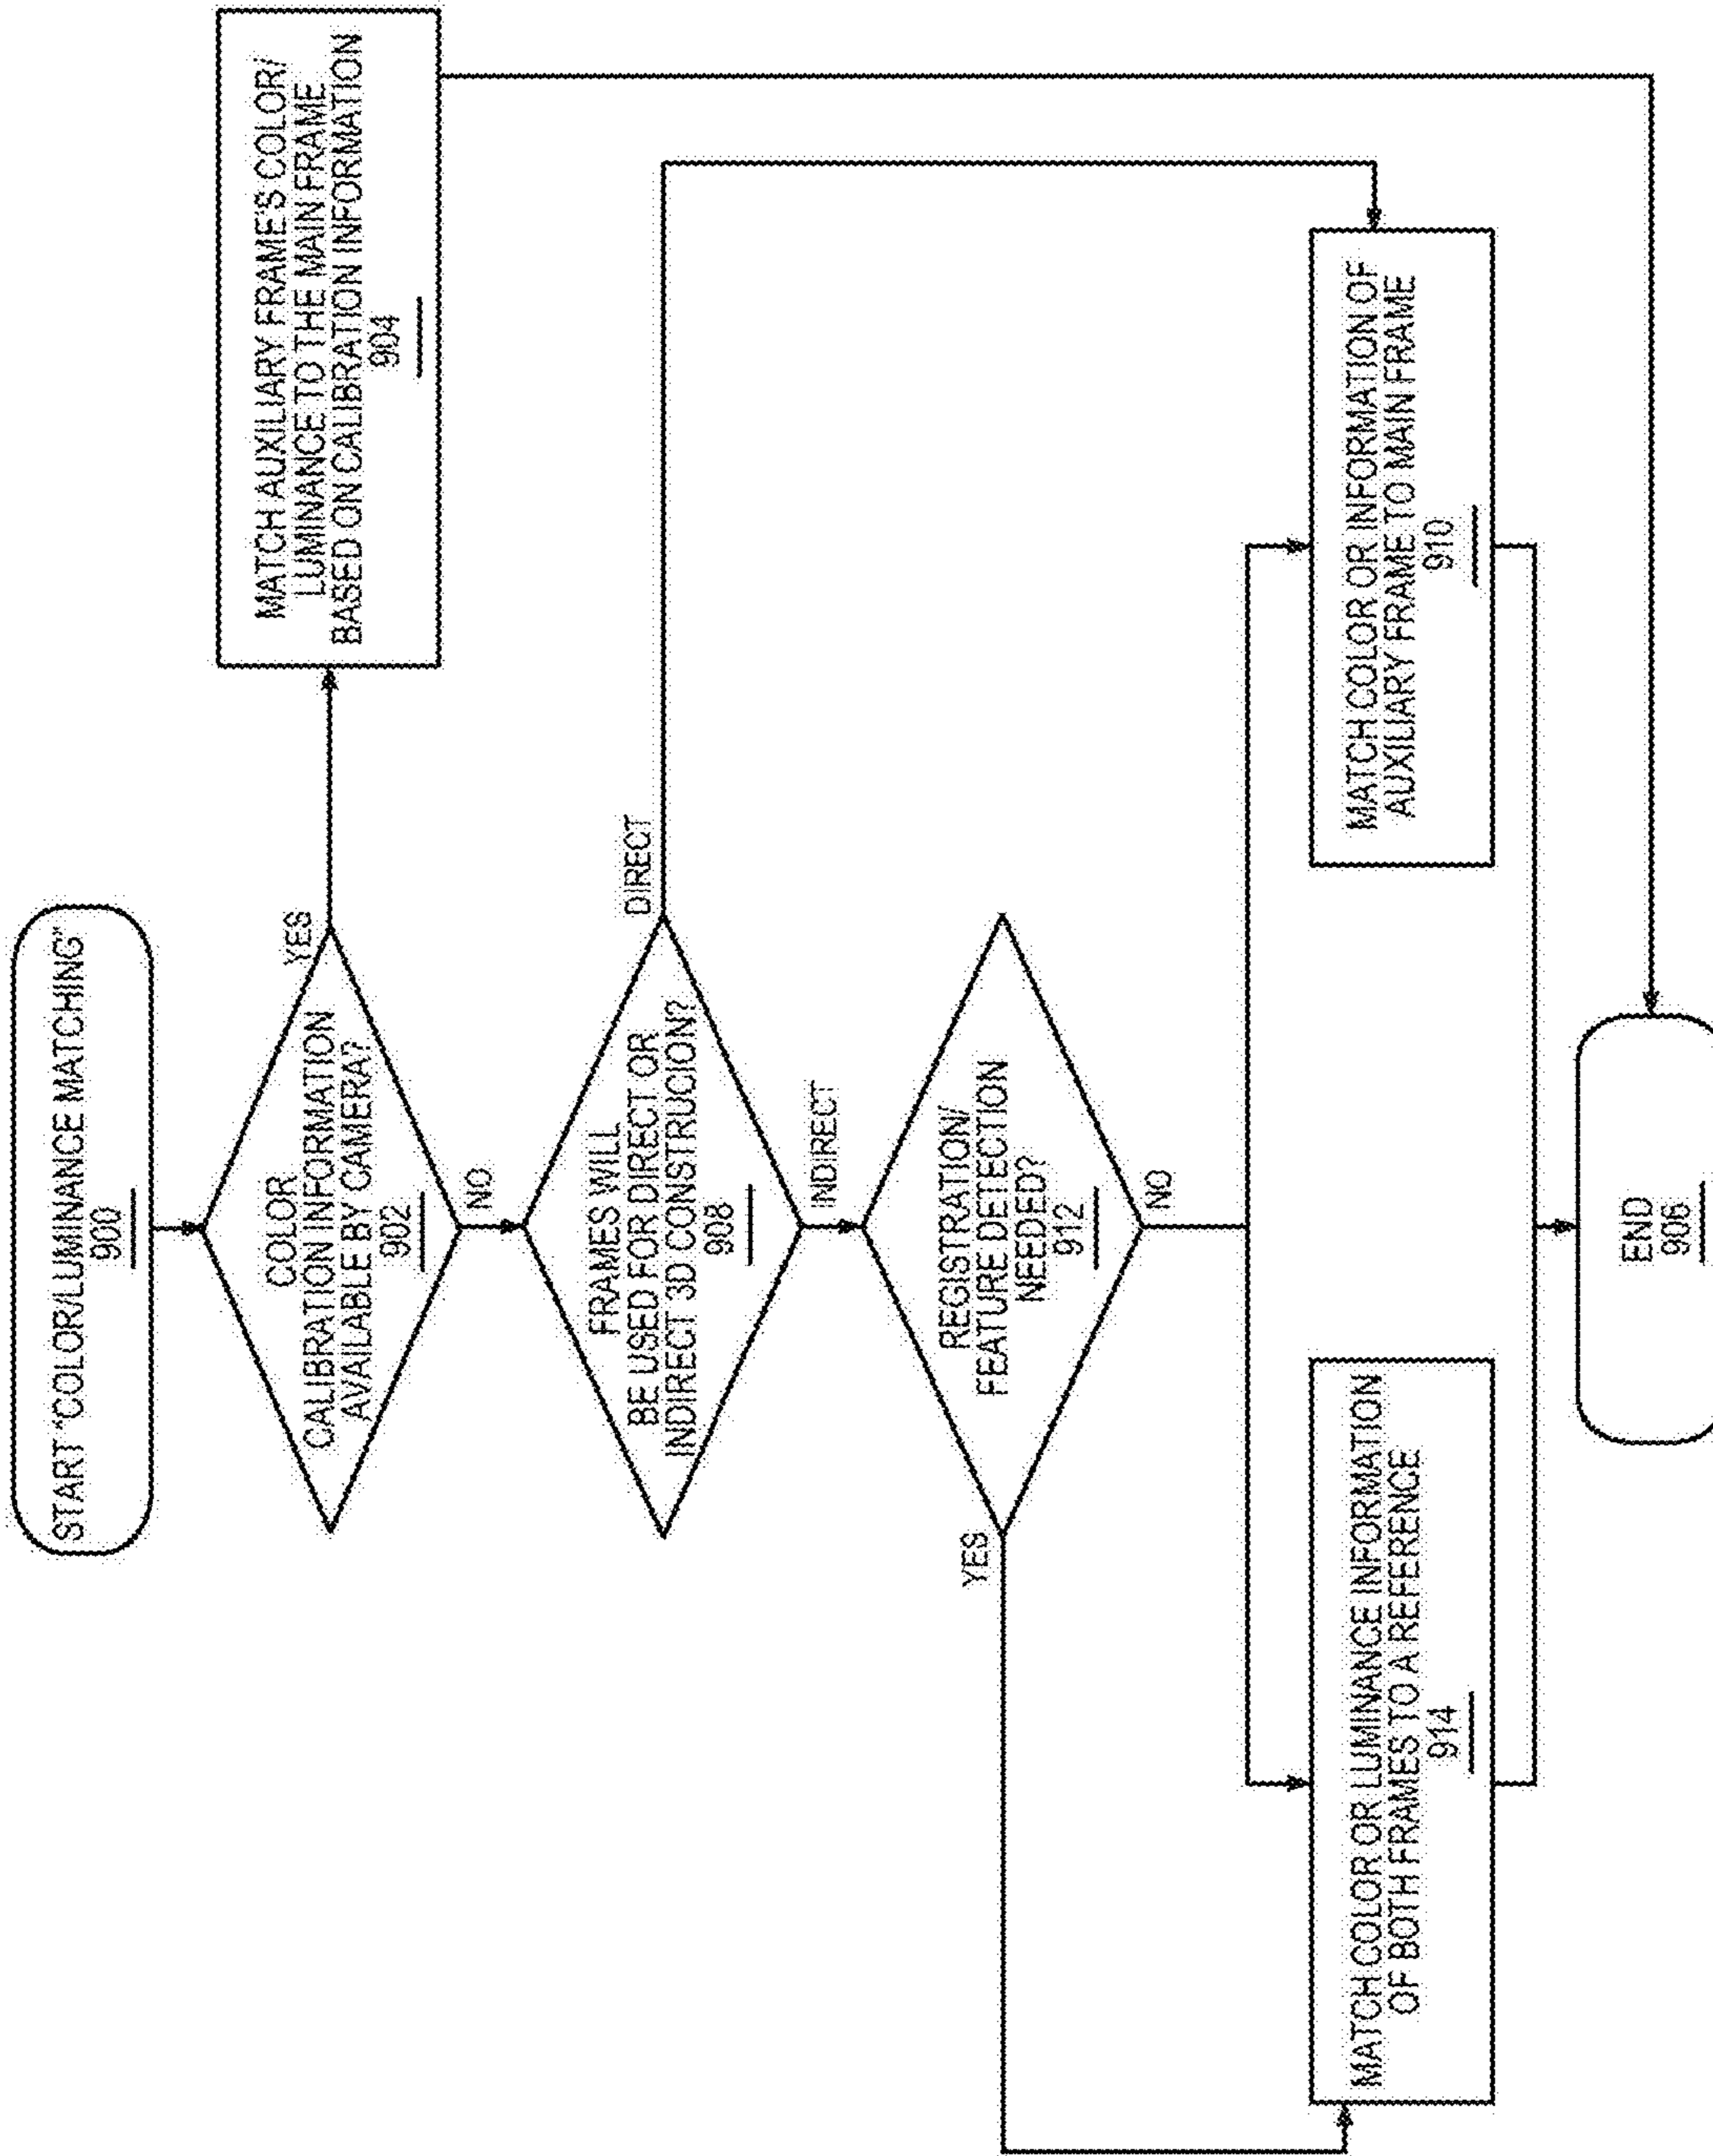 START "COLOR/LUMINANCE MATCHING"
900
COLOR
CALIBRATION INFORMATION
AVAILABLE BY CAMERA?
902
YES
MATCH AUXILIARY FRAME'S COLOR/
LUMINANCE TO THE MAIN FRAME
BASED ON CALIBRATION INFORMATION
904
NO
FRAMES WILL
BE USED FOR DIRECT OR
INDIRECT 3D CONSTRUCION?
908
DIRECT
INDIRECT
REGISTRATION/
FEATURE DETECTION
NEEDED?
912
YES
NO
MATCH COLOR OR LUMINANCE INFORMATION
OF BOTH FRAMES TO A REFERENCE
914
MATCH COLOR OR INFORMATION OF
AUXILIARY FRAME TO MAIN FRAME
910
END
906